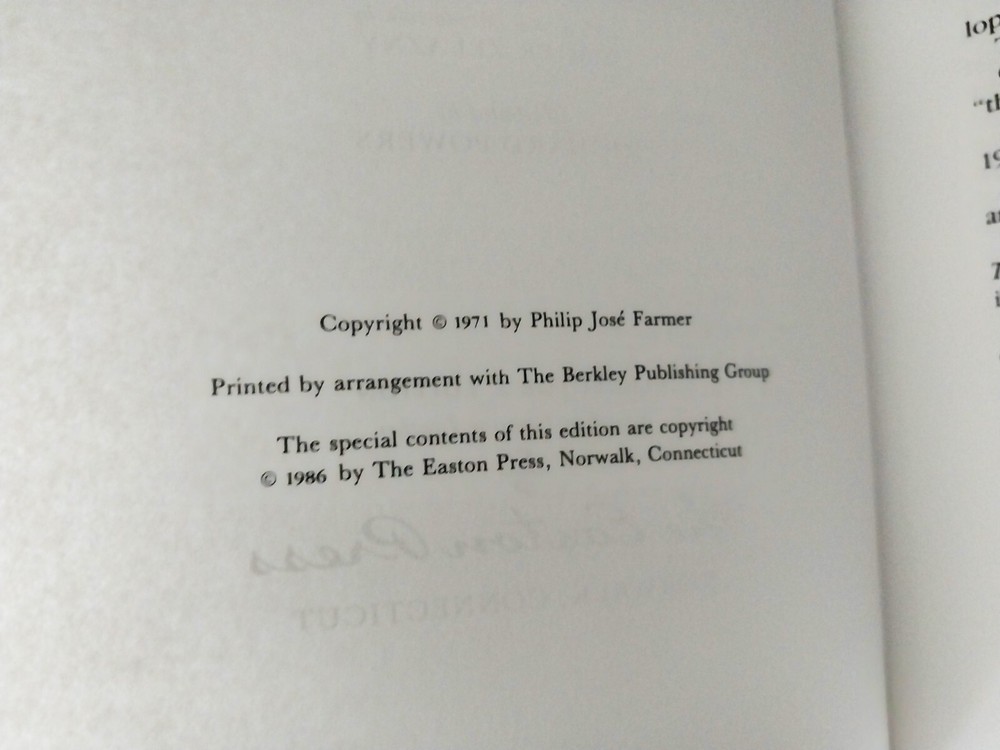 Copyright © 1971 by Philip José Farmer
Printed by arrangement with The Berkley Publishing Group
The special contents of this edition are copyright
© 1986 by The Easton Press, Norwalk, Connecticut